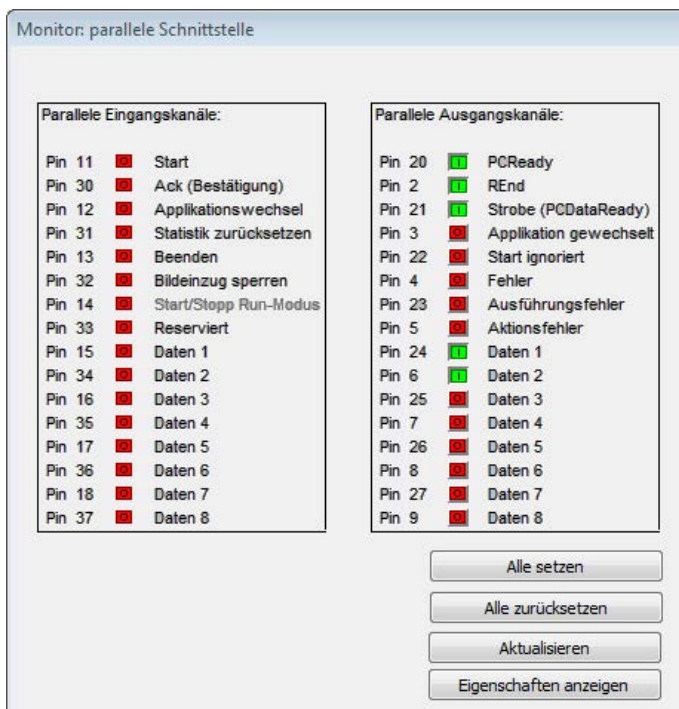 Monitor: parallele Schnittstelle
Parallele Eingangskanäle:
Pin 11 Start
Pin 30 Ack (Bestätigung)
Pin 12 Applikationswechsel
Pin 31 Statistik zurücksetzen
Pin 13 Beenden
Pin 32 Bildeinzug sperren
Pin 14 Start/Stopp Run-Modus
Pin 33 Reserviert
Pin 15 Daten 1
Pin 34 Daten 2
Pin 16 Daten 3
Pin 35 Daten 4
Pin 17 Daten 5
Pin 36 Daten 6
Pin 18 Daten 7
Pin 37 Daten 8
Parallele Ausgangskanäle:
Pin 20 PCReady
Pin 2 REnd
Pin 21 Strobe (PCDataReady)
Pin 3 Applikation gewechselt
Pin 22 Start ignoriert
Pin 4 Fehler
Pin 23 Ausführungsfehler
Pin 5 Aktionsfehler
Pin 24 Daten 1
Pin 6 Daten 2
Pin 25 Daten 3
Pin 7 Daten 4
Pin 26 Daten 5
Pin 8 Daten 6
Pin 27 Daten 7
Pin 9 Daten 8
Alle setzen
Alle zurücksetzen
Aktualisieren
Eigenschaften anzeigen